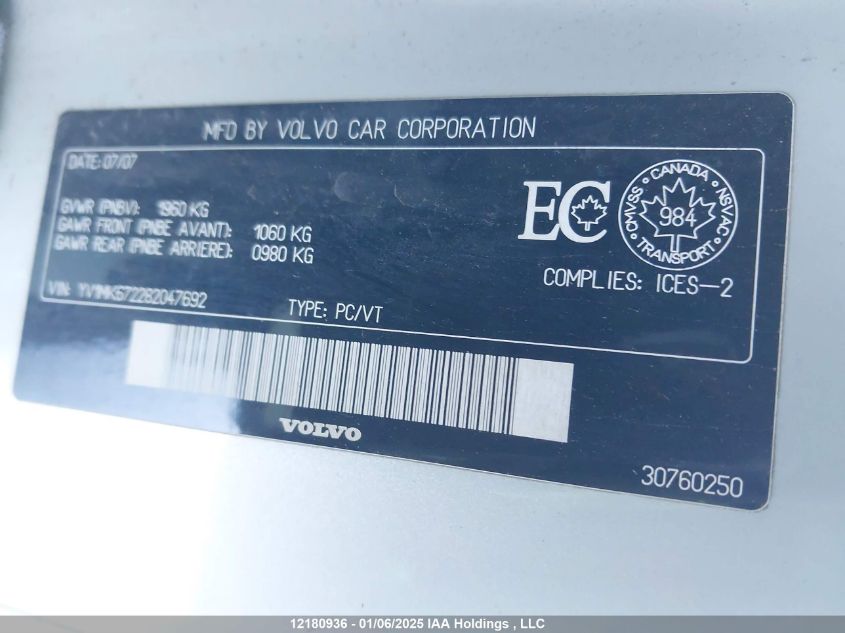 MFD BY VOLVO CAR CORPORATION
DATE: 07/07
GVWR (PNBV): 1960 KG
GAWR FRONT (PNBE AVANT): 1060 KG
GAWR REAR (PNBE ARRIERE): 0980 KG
EC
CANADA
CMVSS 984 NSVAC
TRANSPORT
COMPLIES: ICES-2
VIN: YV1MK672282047692
TYPE: PC/VT
VOLVO
30760250
12180936 - 01/06/2025 IAA Holdings , LLC